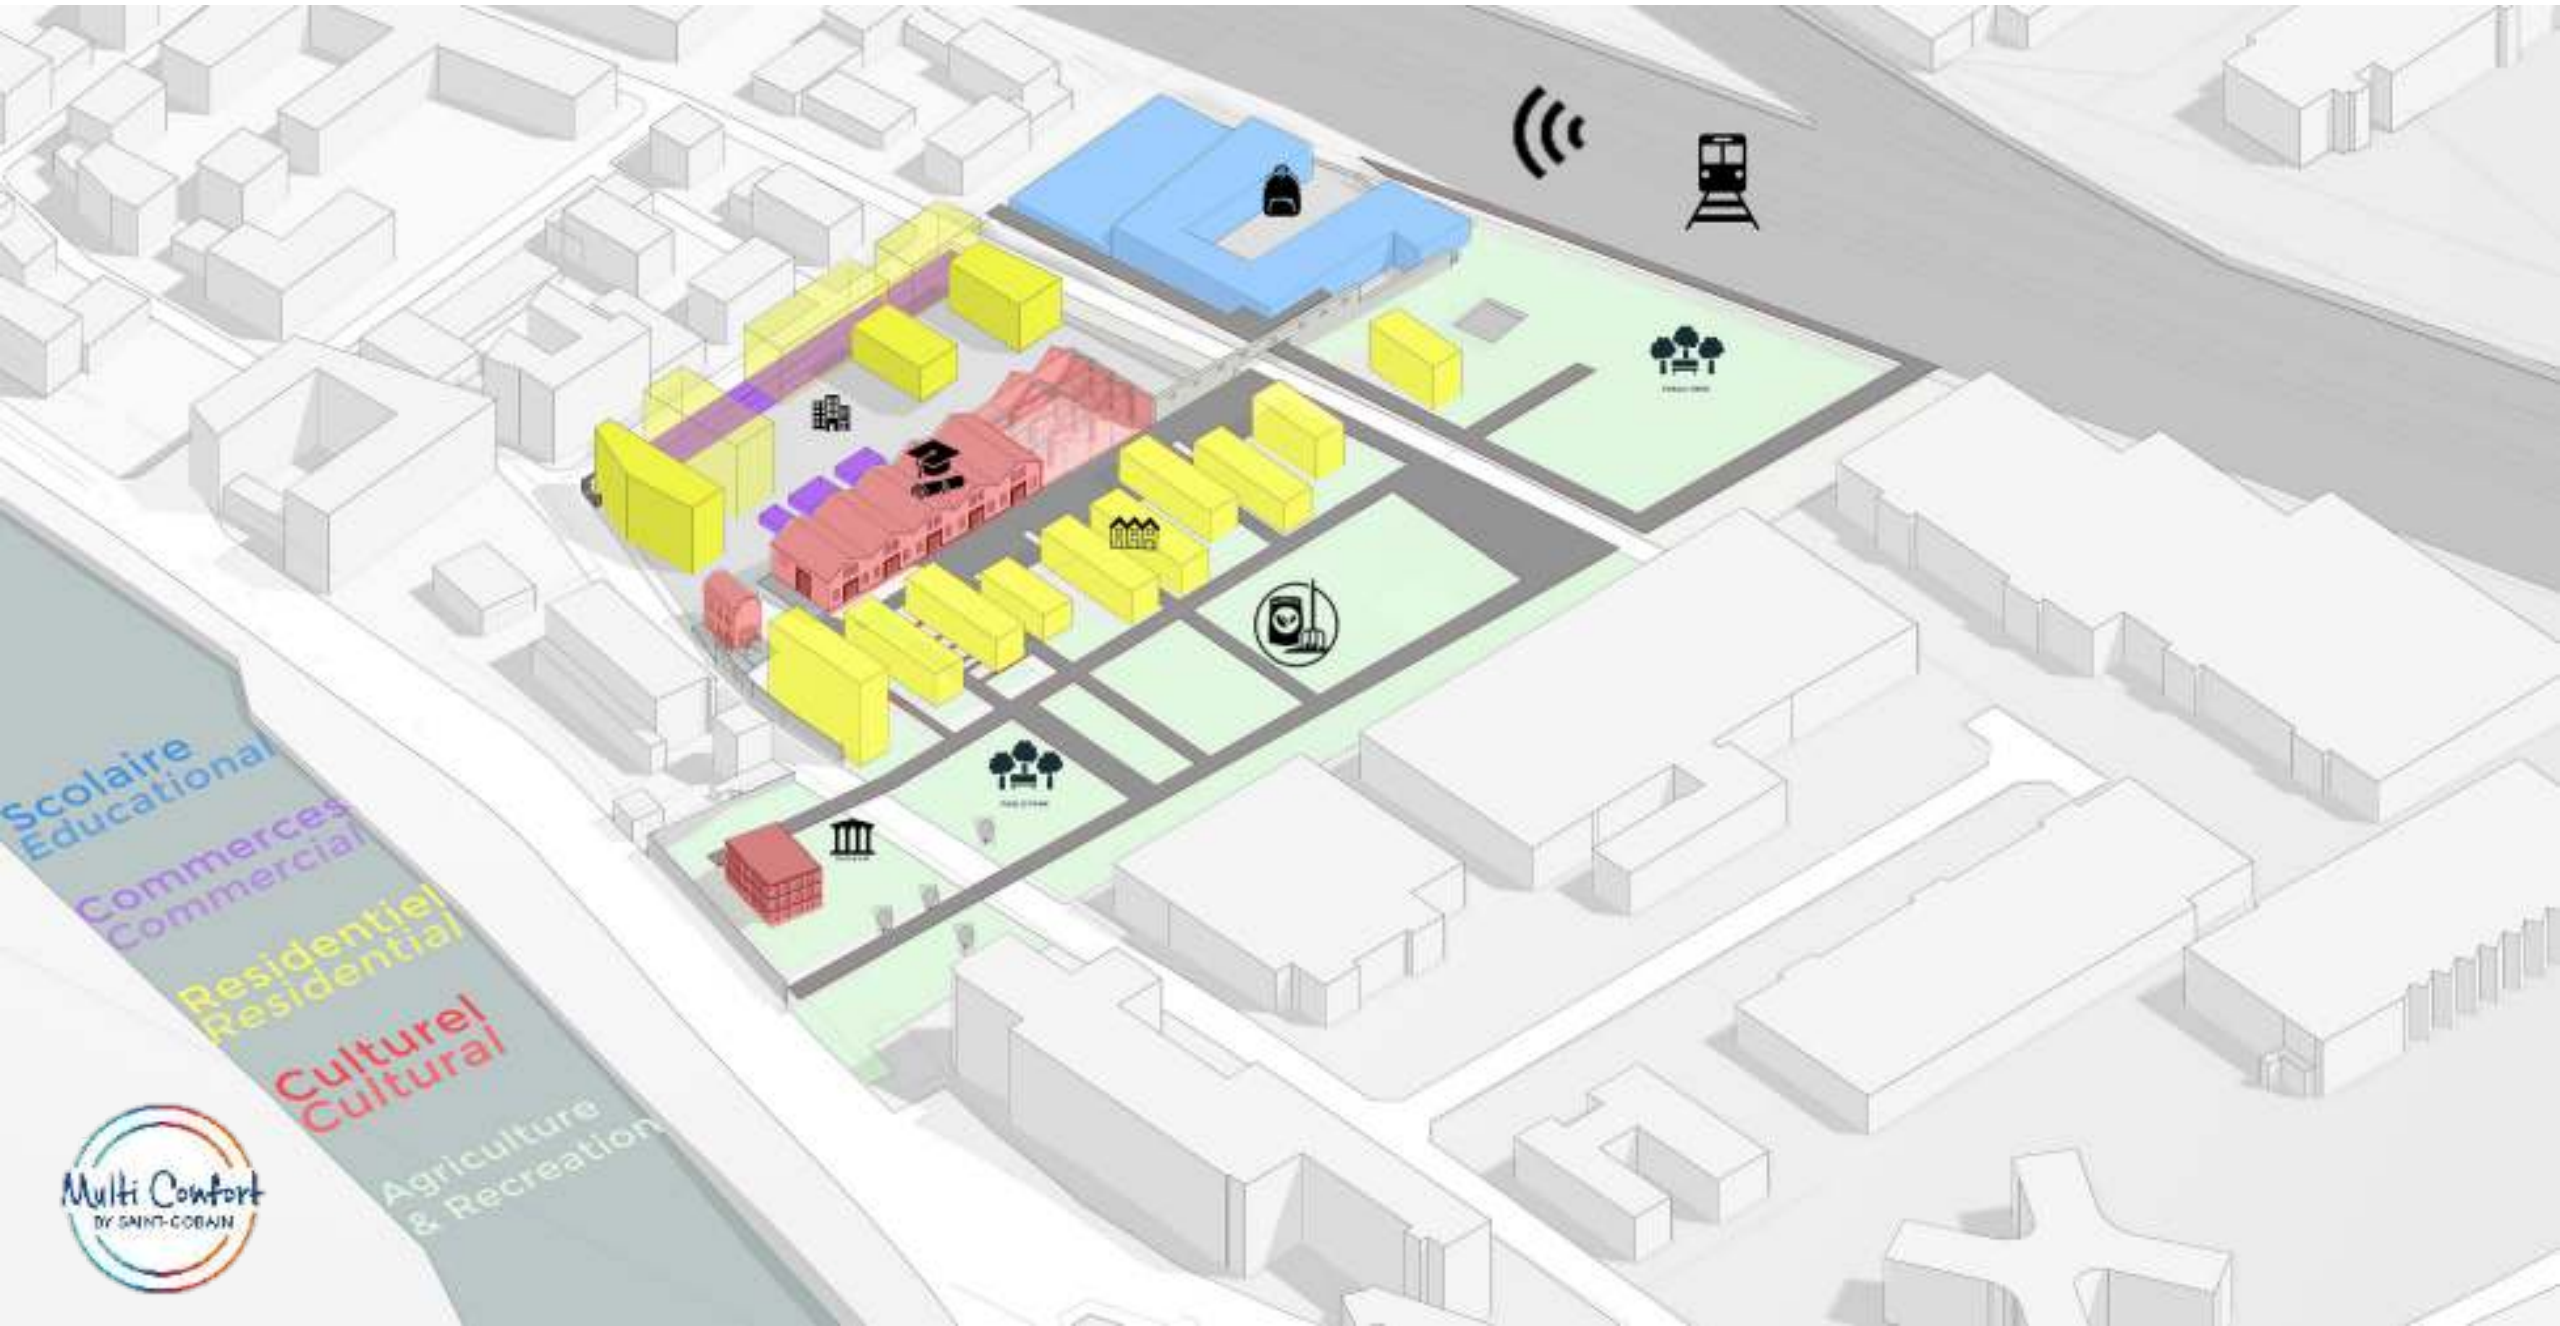 Scolaire
Educational
Commerces
Commercial
Residentiel
Residential
Culturel
Cultural
Agriculture
& Recreation
Multi Comfort
BY SAINT-GOBAIN